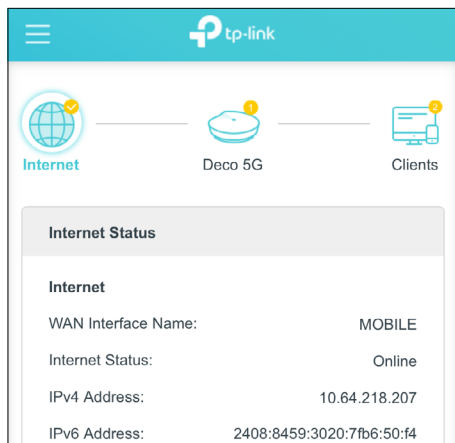 tp-link
1
2
Internet
Deco 5G
Clients
Internet Status
Internet
WAN Interface Name: MOBILE
Internet Status: Online
IPv4 Address: 10.64.218.207
IPv6 Address: 2408:8459:3020:7fb6:50:f4